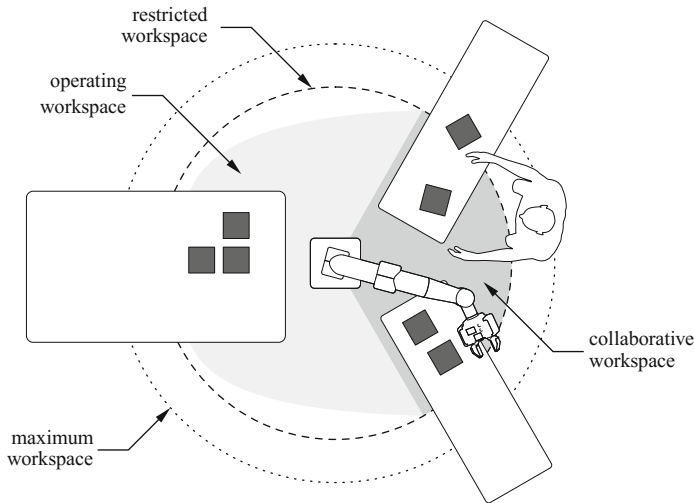 restricted
workspace
operating
workspace
collaborative
workspace
maximum
workspace